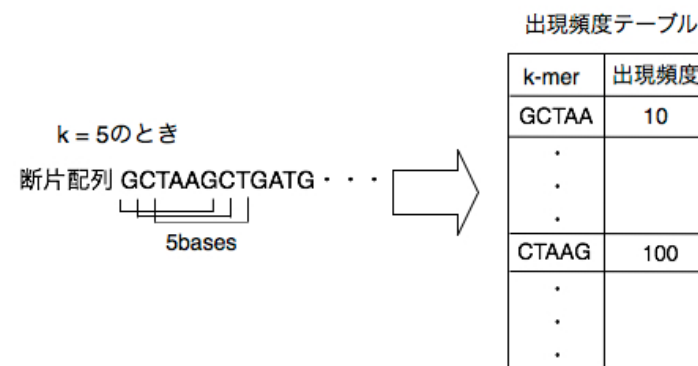 出現頻度テーブル
k-mer 出現頻度
GCTAA 10
k = 5のとき
断片配列 GCTAAGCTGATG・・・
5bases
CTAAG 100